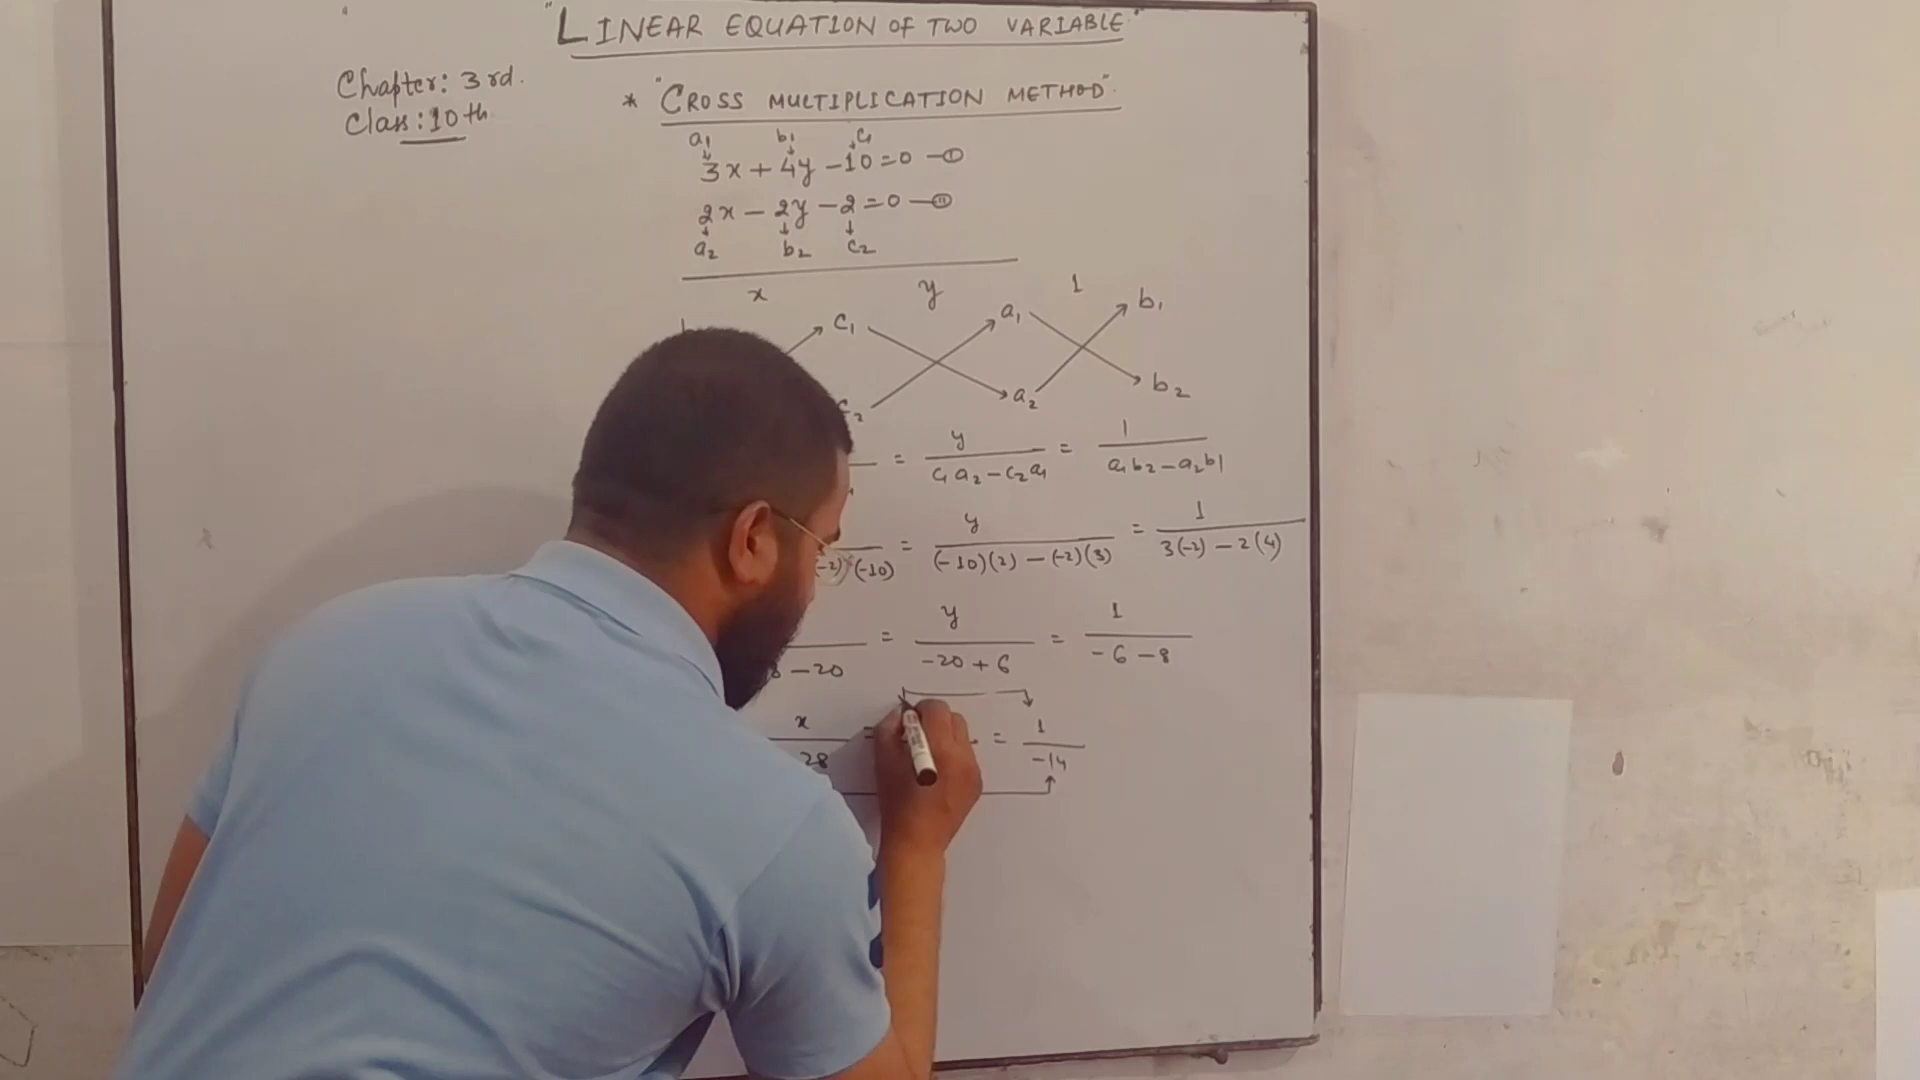 "LINEAR EQUATION OF TWO VARIABLE"
Chapter: 3rd.
Class: 10th
* "CROSS MULTIPLICATION METHOD"
a₁ b₁ c₁
3x + 4y - 10 = 0 - I
2x - 2y - 2 = 0 - II
a₂ b₂ c₂
x y 1
c₁ a₁ b₁
c₂ a₂ b₂
= y/(c₁a₂ - c₂a₁) = 1/(a₁b₂ - a₂b₁)
(-2) (-10) = y/((-10)(2) - (-2)(3)) = 1/(3(-2) - 2(4))
8 - 20 = y/(-20 + 6) = 1/(-6 - 8)
x/28 = = 1/-14